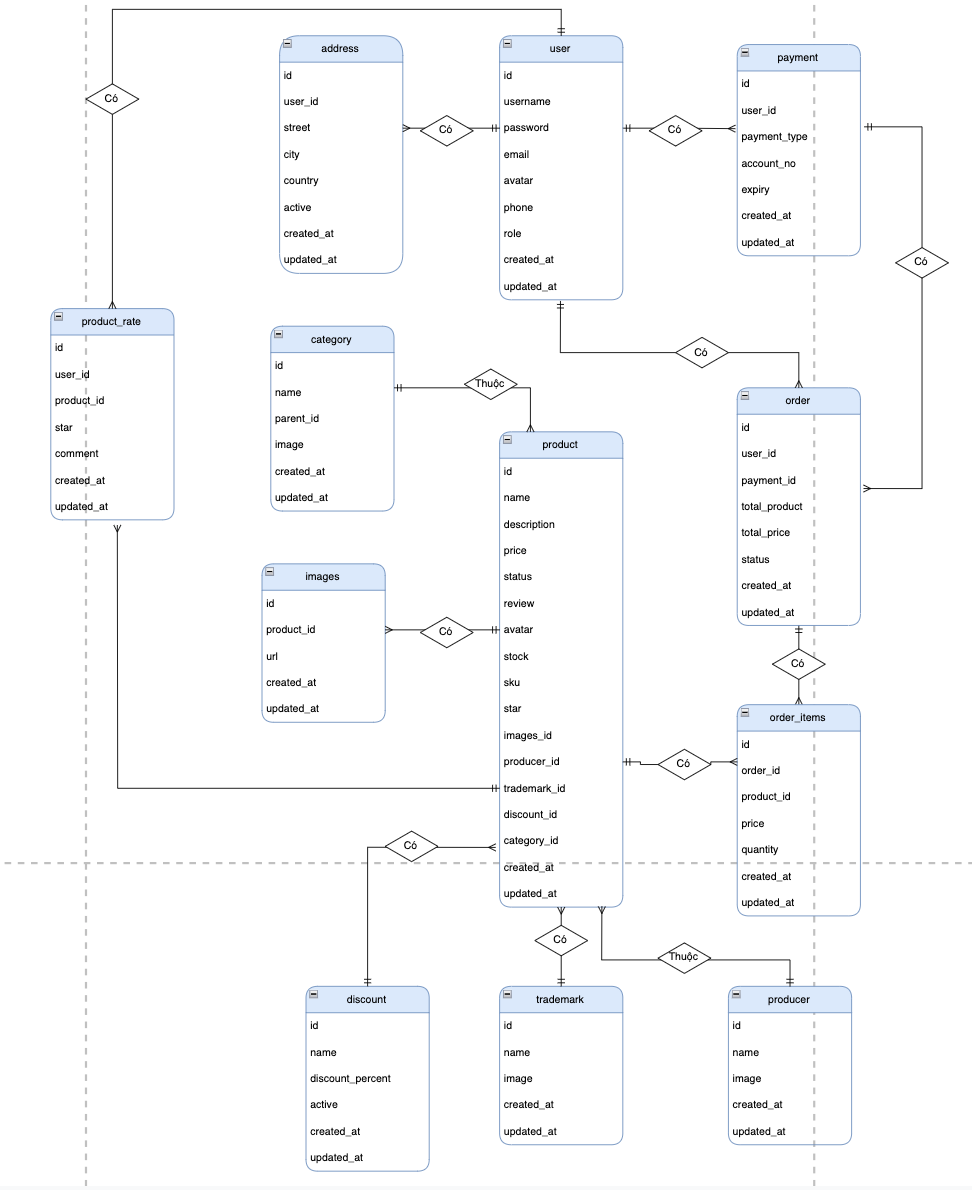 address
id
user_id
street
city
country
active
created_at
updated_at
user
id
username
password
email
avatar
phone
role
created_at
updated_at
payment
id
user_id
payment_type
account_no
expiry
created_at
updated_at
Có
Có
Có
Có
product_rate
id
user_id
product_id
star
comment
created_at
updated_at
category
id
name
parent_id
image
created_at
updated_at
Thuộc
Có
order
id
user_id
payment_id
total_product
total_price
status
created_at
updated_at
product
id
name
description
price
status
review
avatar
stock
sku
star
images_id
producer_id
trademark_id
discount_id
category_id
created_at
updated_at
images
id
product_id
url
created_at
updated_at
Có
Có
order_items
id
order_id
product_id
price
quantity
created_at
updated_at
Có
Có
Có
Thuộc
discount
id
name
discount_percent
active
created_at
updated_at
trademark
id
name
image
created_at
updated_at
producer
id
name
image
created_at
updated_at